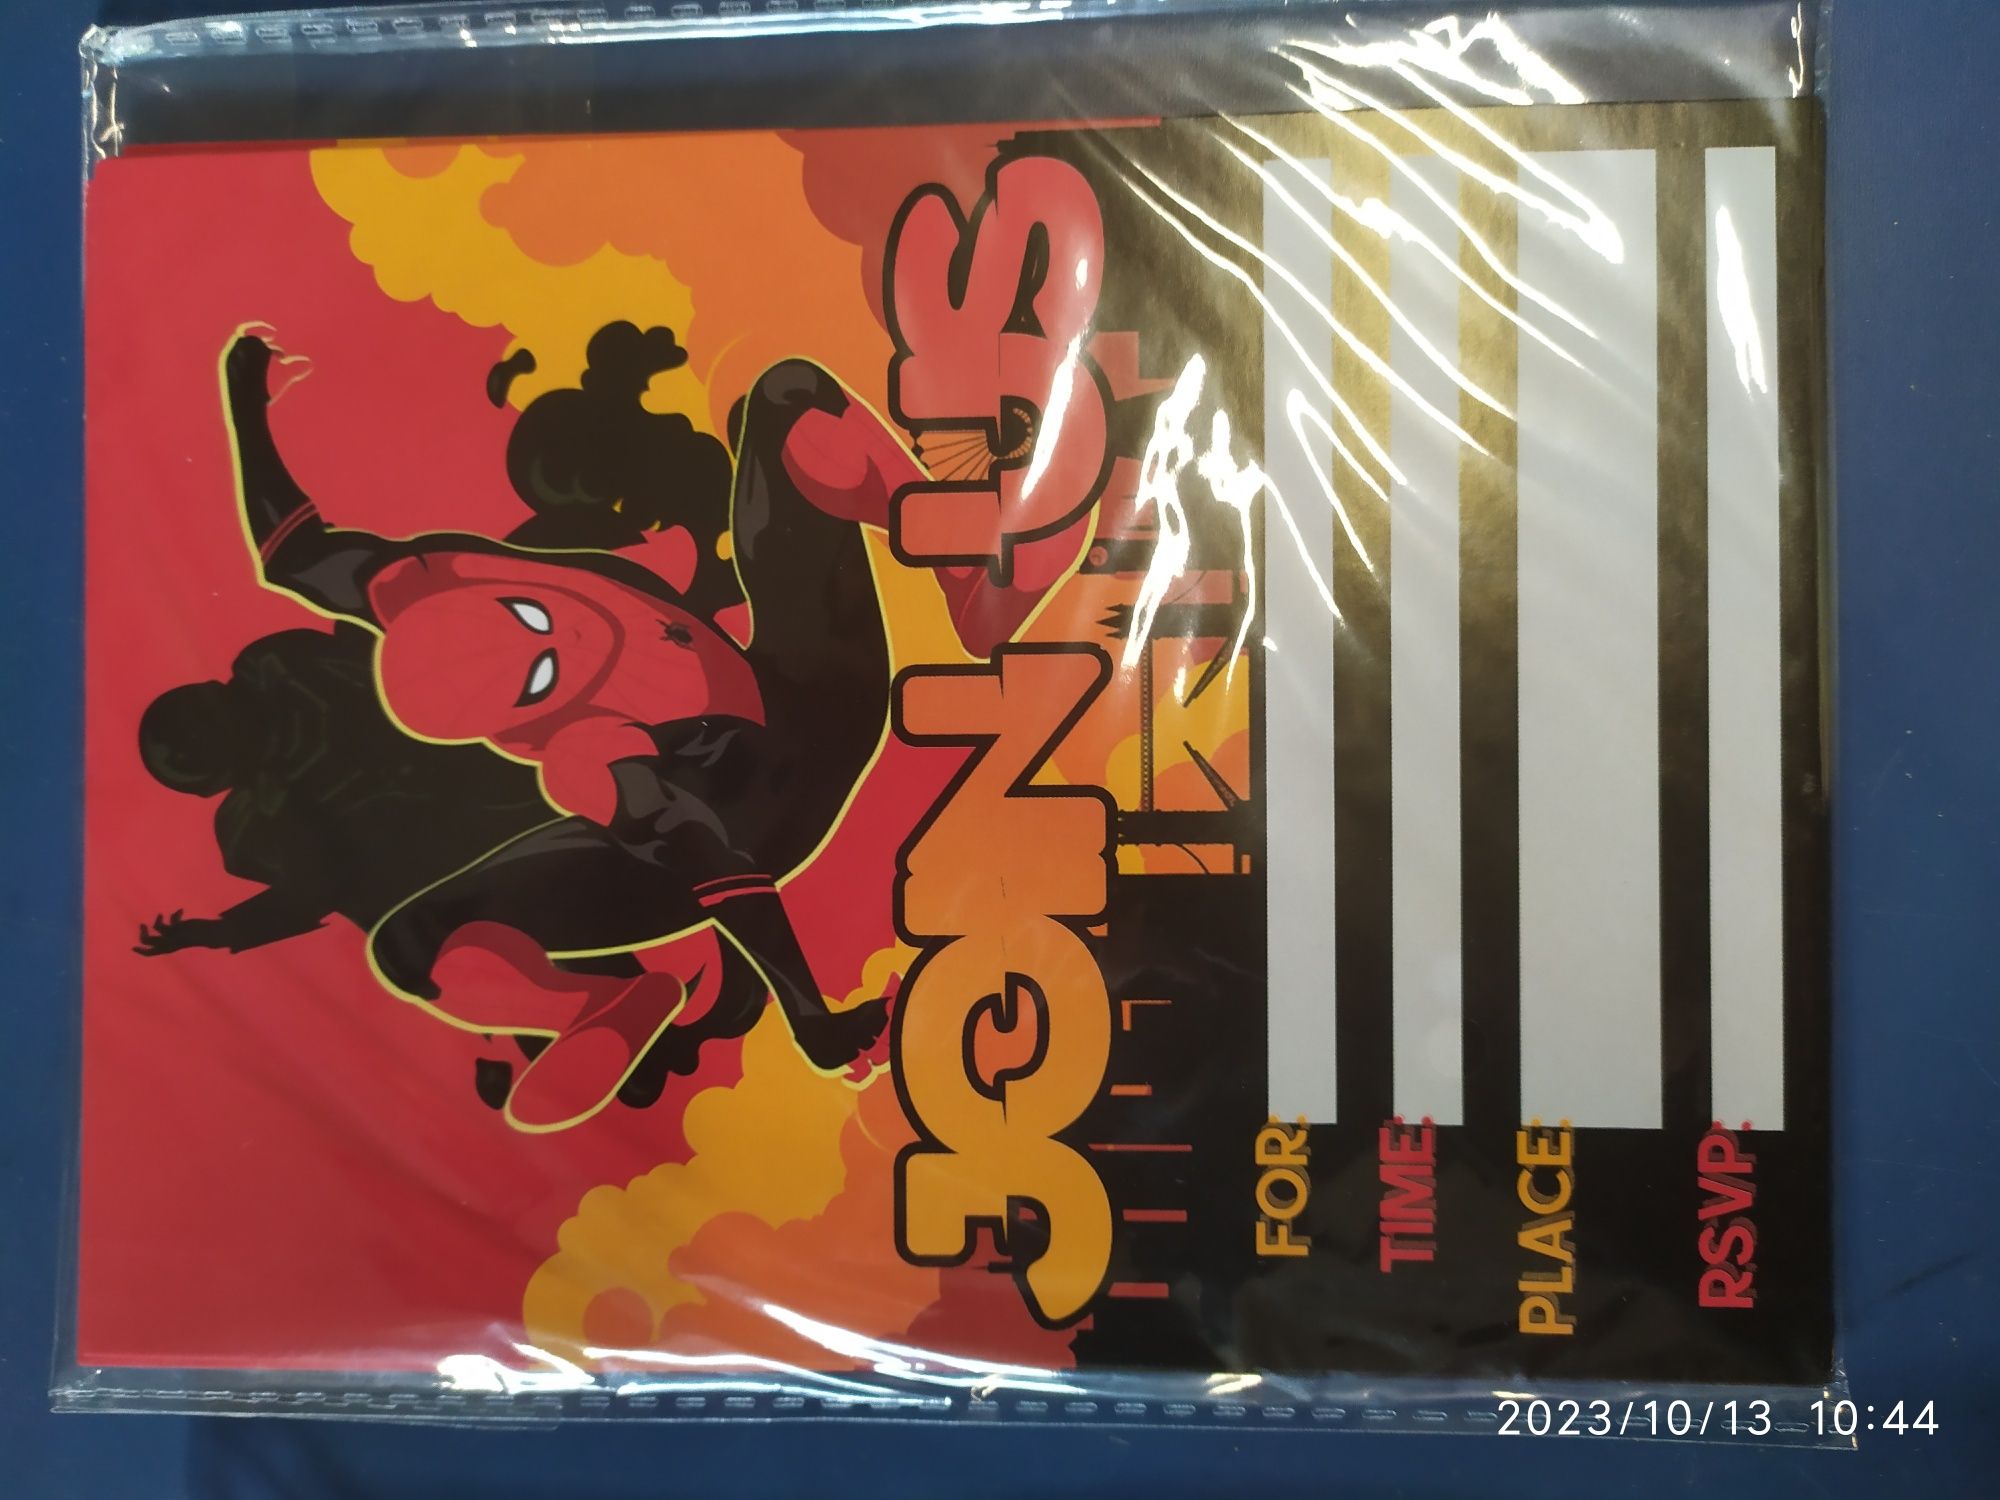 JOIN US
FOR:
TIME:
PLACE:
RSVP:
2023/10/13 10:44